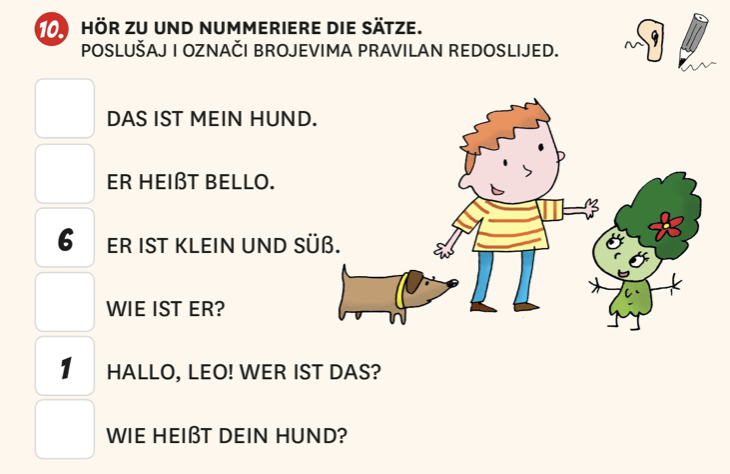 10. HÖR ZU UND NUMMERIERE DIE SÄTZE.
POSLUŠAJ I OZNAČI BROJEVIMA PRAVILAN REDOSLIJED.
DAS IST MEIN HUND.
ER HEIßT BELLO.
6 ER IST KLEIN UND SÜß.
WIE IST ER?
1 HALLO, LEO! WER IST DAS?
WIE HEIßT DEIN HUND?